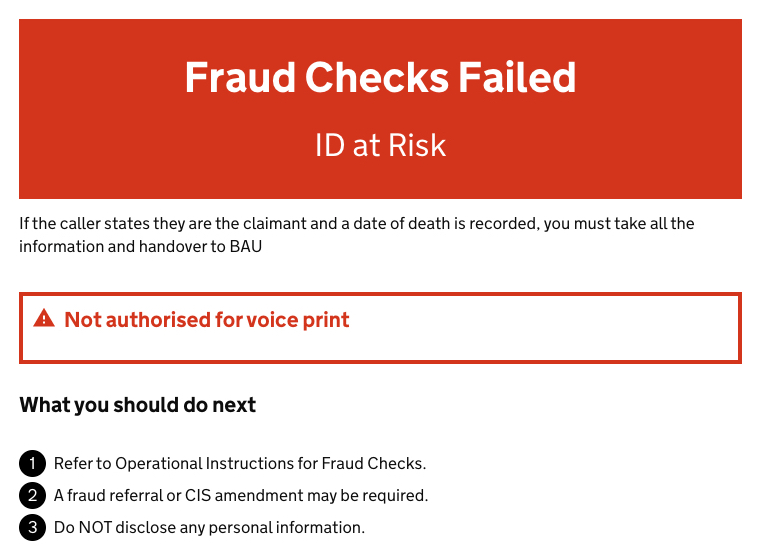 Fraud Checks Failed
ID at Risk
If the caller states they are the claimant and a date of death is recorded, you must take all the
information and handover to BAU
Not authorised for voice print
What you should do next
1 Refer to Operational Instructions for Fraud Checks.
2 A fraud referral or CIS amendment may be required.
3 Do NOT disclose any personal information.